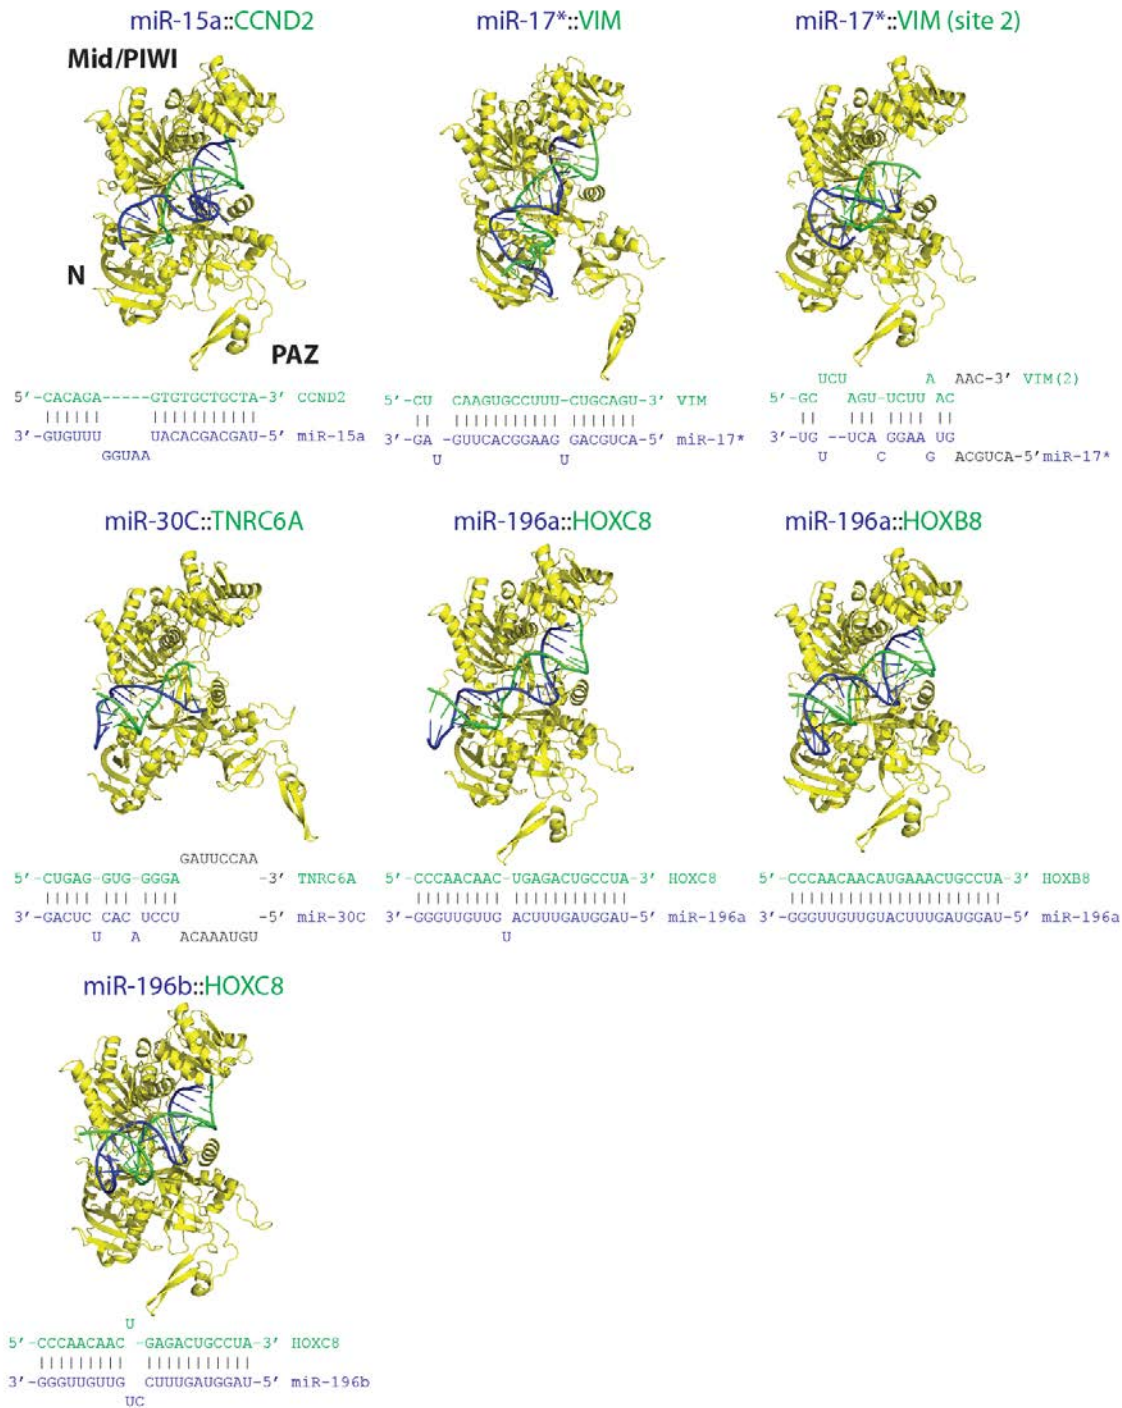 miR-15a::CCND2 miR-17*::VIM miR-17*::VIM (site 2)
Mid/PIWI
N
PAZ
UCU A AAC-3' VIM(2)
5'-CACAGA-----GTGTGCTGCTA-3' CCND2 5'-CU CAAGUGCCUUU-CUGCAGU-3' VIM 5'-GC AGU-UCUU AC
3'-GUGUUU UACACGACGAU-5' miR-15a 3'-GA -GUUCACGGAAG GACGUCA-5' miR-17* 3'-UG --UCA GGAA UG
GGUAA U U U C G ACGUCA-5'miR-17*
miR-30C::TNRC6A miR-196a::HOXC8 miR-196a::HOXB8
GAUUCCAA
5'-CUGAG-GUG-GGGA -3' TNRC6A 5'-CCCAACAAC-UGAGACUGCCUA-3' HOXC8 5'-CCCAACAACAUGAAACUGCCUA-3' HOXB8
3'-GACUC CAC UCCU -5' miR-30C 3'-GGGUUGUUG ACUUUGAUGGAU-5' miR-196a 3'-GGGUUGUUGUACUUUGAUGGAU-5' miR-196a
U A ACAAAUGU U
miR-196b::HOXC8
U
5'-CCCAACAAC -GAGACUGCCUA-3' HOXC8
3'-GGGUUGUUG CUUUGAUGGAU-5' miR-196b
UC